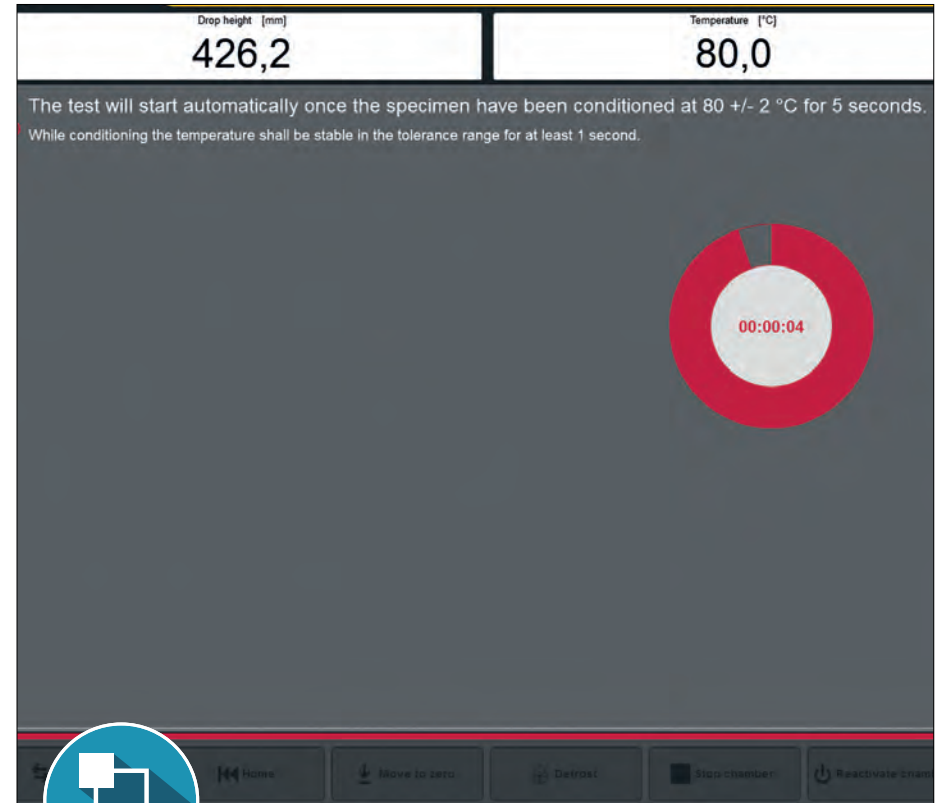 Drop height [mm]
426,2
Temperature [°C]
80,0
The test will start automatically once the specimen have been conditioned at 80 +/- 2 °C for 5 seconds.
While conditioning the temperature shall be stable in the tolerance range for at least 1 second.
00:00:04
Home
Move to zero
Defrost
Stop chamber
Reactivate cham